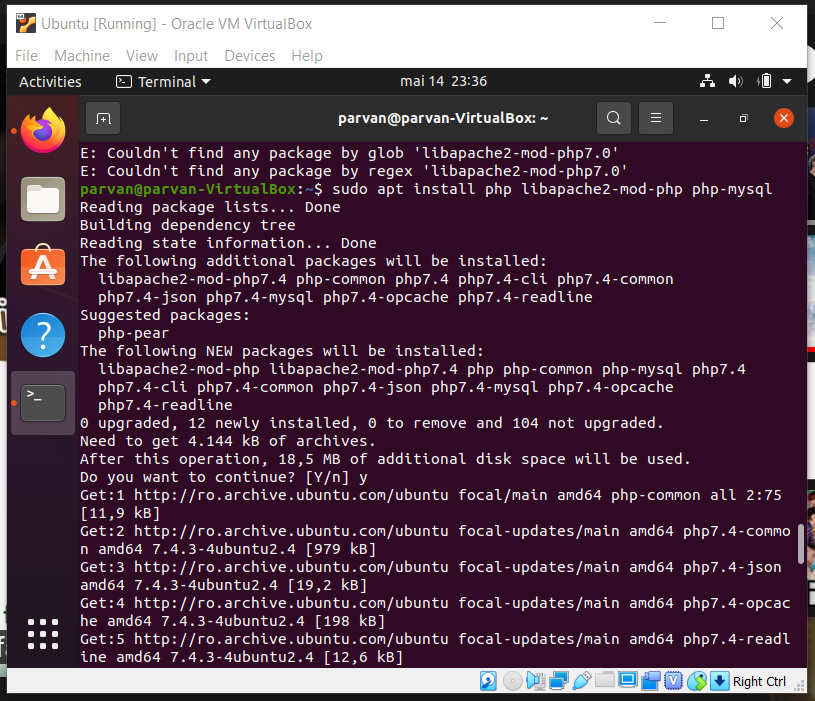 Ubuntu [Running] - Oracle VM VirtualBox
File Machine View Input Devices Help
Activities Terminal mai 14 23:36
parvan@parvan-VirtualBox: ~
E: Couldn't find any package by glob 'libapache2-mod-php7.0'
E: Couldn't find any package by regex 'libapache2-mod-php7.0'
parvan@parvan-VirtualBox:~$ sudo apt install php libapache2-mod-php php-mysql
Reading package lists... Done
Building dependency tree
Reading state information... Done
The following additional packages will be installed:
libapache2-mod-php7.4 php-common php7.4 php7.4-cli php7.4-common
php7.4-json php7.4-mysql php7.4-opcache php7.4-readline
Suggested packages:
php-pear
The following NEW packages will be installed:
libapache2-mod-php libapache2-mod-php7.4 php php-common php-mysql php7.4
php7.4-cli php7.4-common php7.4-json php7.4-mysql php7.4-opcache
php7.4-readline
0 upgraded, 12 newly installed, 0 to remove and 104 not upgraded.
Need to get 4.144 kB of archives.
After this operation, 18,5 MB of additional disk space will be used.
Do you want to continue? [Y/n] y
Get:1 http://ro.archive.ubuntu.com/ubuntu focal/main amd64 php-common all 2:75
[11,9 kB]
Get:2 http://ro.archive.ubuntu.com/ubuntu focal-updates/main amd64 php7.4-commo
n amd64 7.4.3-4ubuntu2.4 [979 kB]
Get:3 http://ro.archive.ubuntu.com/ubuntu focal-updates/main amd64 php7.4-json
amd64 7.4.3-4ubuntu2.4 [19,2 kB]
Get:4 http://ro.archive.ubuntu.com/ubuntu focal-updates/main amd64 php7.4-opcac
he amd64 7.4.3-4ubuntu2.4 [198 kB]
Get:5 http://ro.archive.ubuntu.com/ubuntu focal-updates/main amd64 php7.4-readl
ine amd64 7.4.3-4ubuntu2.4 [12,6 kB]
Right Ctrl